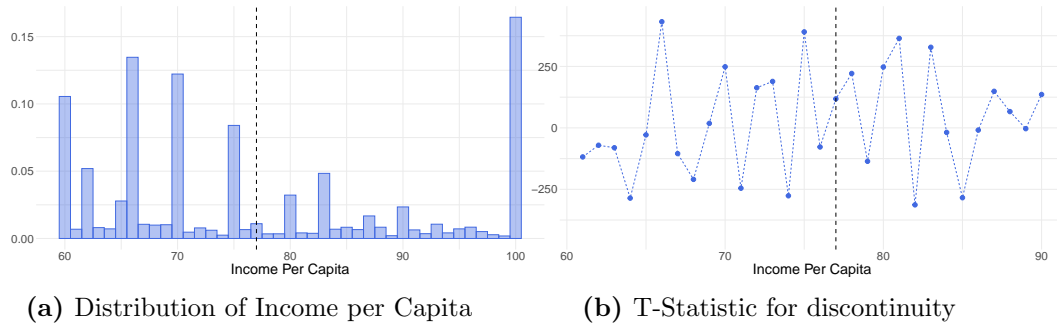 0.15
0.10
0.05
0.00
60 70 80 90 100
Income Per Capita
(a) Distribution of Income per Capita
250
−250
60 70 80 90
Income Per Capita
(b) T-Statistic for discontinuity